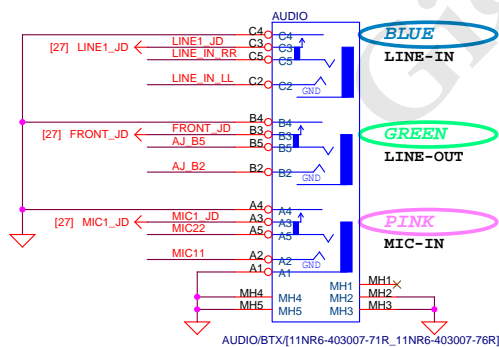 AUDIO
C4 C4 BLUE
[27] LINE1_JD LINE1_JD C3 C3
LINE_IN_RR C5 C5 LINE-IN
LINE_IN_LL C2 C2
GND
B4 B4
[27] FRONT_JD FRONT_JD B3 B3 GREEN
AJ_B5 B5 B5 LINE-OUT
AJ_B2 B2 B2
GND
A4 A4
[27] MIC1_JD MIC1_JD A3 A3 PINK
MIC22 A5 A5 MIC-IN
MIC11 A2 A2 GND
A1 A1
MH1 MH1
MH4 MH4 MH2 MH2
MH5 MH5 MH3 MH3
AUDIO/BTX/[11NR6-403007-71R_11NR6-403007-76R]